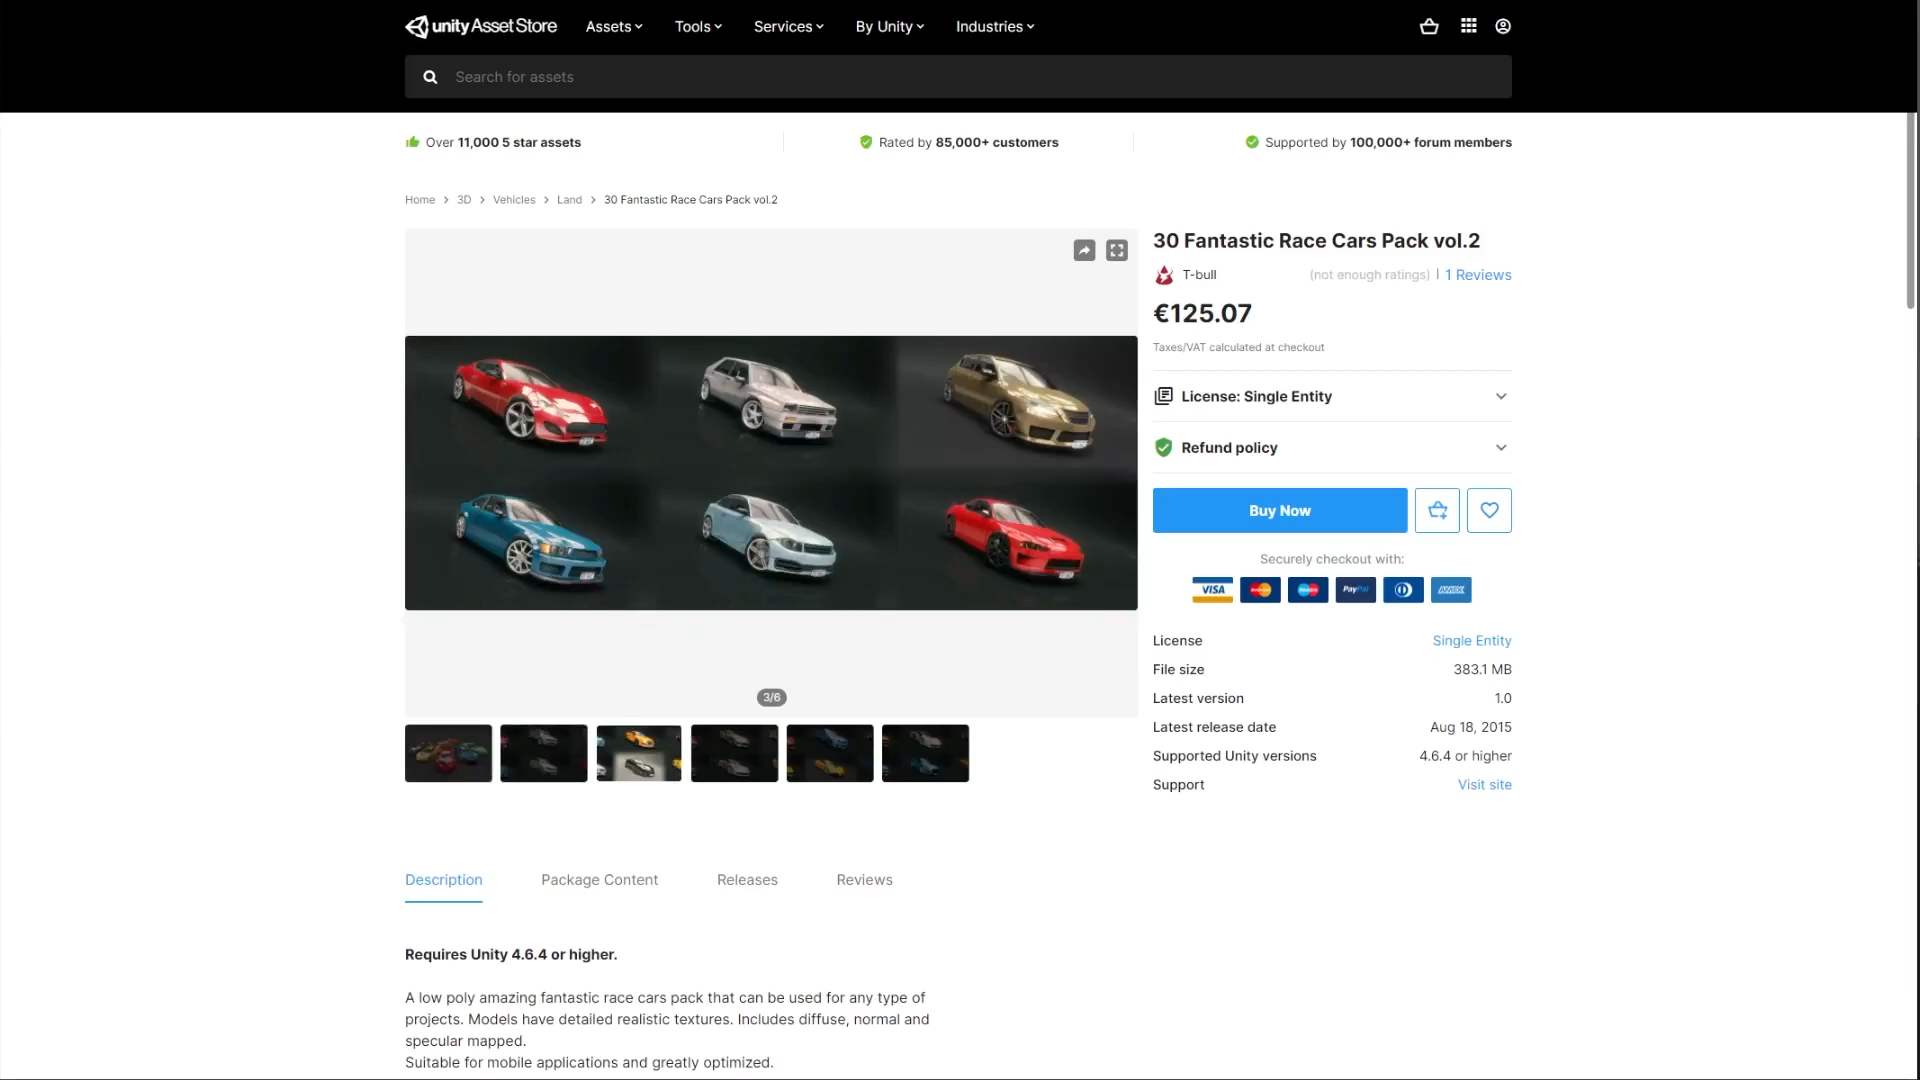 unity Asset Store
Assets
Tools
Services
By Unity
Industries
Search for assets
Over 11,000 5 star assets
Rated by 85,000+ customers
Supported by 100,000+ forum members
Home > 3D > Vehicles > Land > 30 Fantastic Race Cars Pack vol.2
30 Fantastic Race Cars Pack vol.2
T-bull
(not enough ratings) | 1 Reviews
€125.07
Taxes/VAT calculated at checkout
License: Single Entity
Refund policy
Buy Now
Securely checkout with:
VISA
PayPal
AMEX
License Single Entity
File size 383.1 MB
Latest version 1.0
Latest release date Aug 18, 2015
Supported Unity versions 4.6.4 or higher
Support Visit site
3/6
Description
Package Content
Releases
Reviews
Requires Unity 4.6.4 or higher.
A low poly amazing fantastic race cars pack that can be used for any type of
projects. Models have detailed realistic textures. Includes diffuse, normal and
specular mapped.
Suitable for mobile applications and greatly optimized.